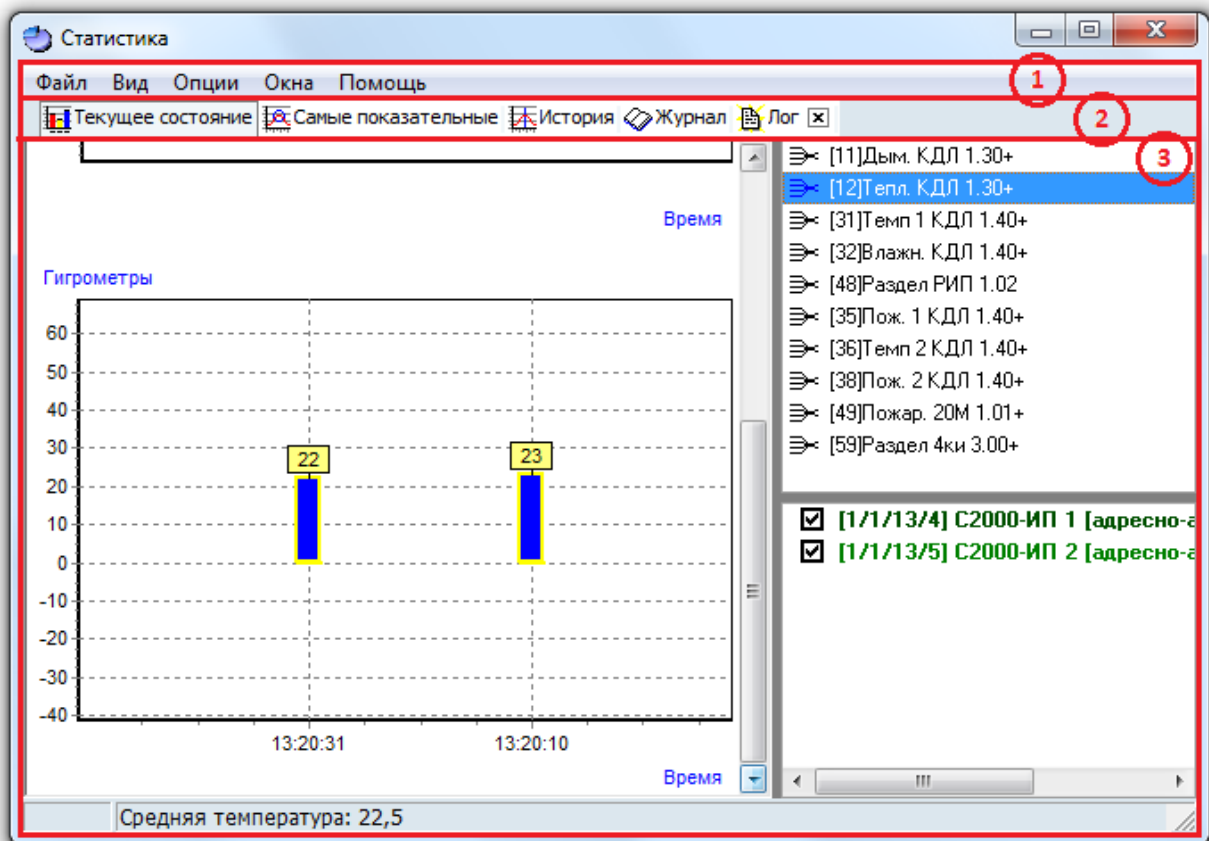 Статистика
Файл Вид Опции Окна Помощь
1
Текущее состояние Самые показательные История Журнал Лог
2
3
Время
Гигрометры
60
50
40
30
20
10
0
-10
-20
-30
-40
22
23
13:20:31 13:20:10
Время
[11]Дым. КДЛ 1.30+
[12]Тепл. КДЛ 1.30+
[31]Темп 1 КДЛ 1.40+
[32]Влажн. КДЛ 1.40+
[48]Раздел РИП 1.02
[35]Пож. 1 КДЛ 1.40+
[36]Темп 2 КДЛ 1.40+
[38]Пож. 2 КДЛ 1.40+
[49]Пожар. 20М 1.01+
[59]Раздел 4ки 3.00+
[1/1/13/4] С2000-ИП 1 [адресно-а
[1/1/13/5] С2000-ИП 2 [адресно-а
Средняя температура: 22,5